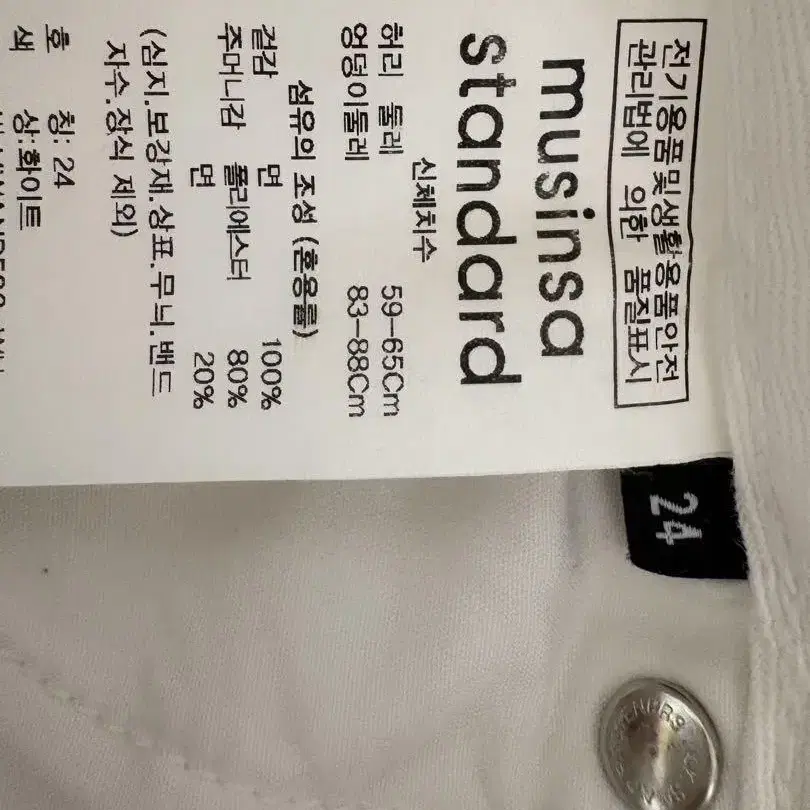 전기용품및생활용품안전
관리법에 의한 품질표시
musinsa
standard
신체치수
허리 둘레 59-65Cm
엉덩이둘레 83-88Cm
섬유의 조성 (혼용률)
겉감 면 100%
주머니감 폴리에스터 80%
면 20%
(심지.보강재.상표.무늬.밴드
자수.장식 제외)
호 칭: 24
색 상:화이트
24